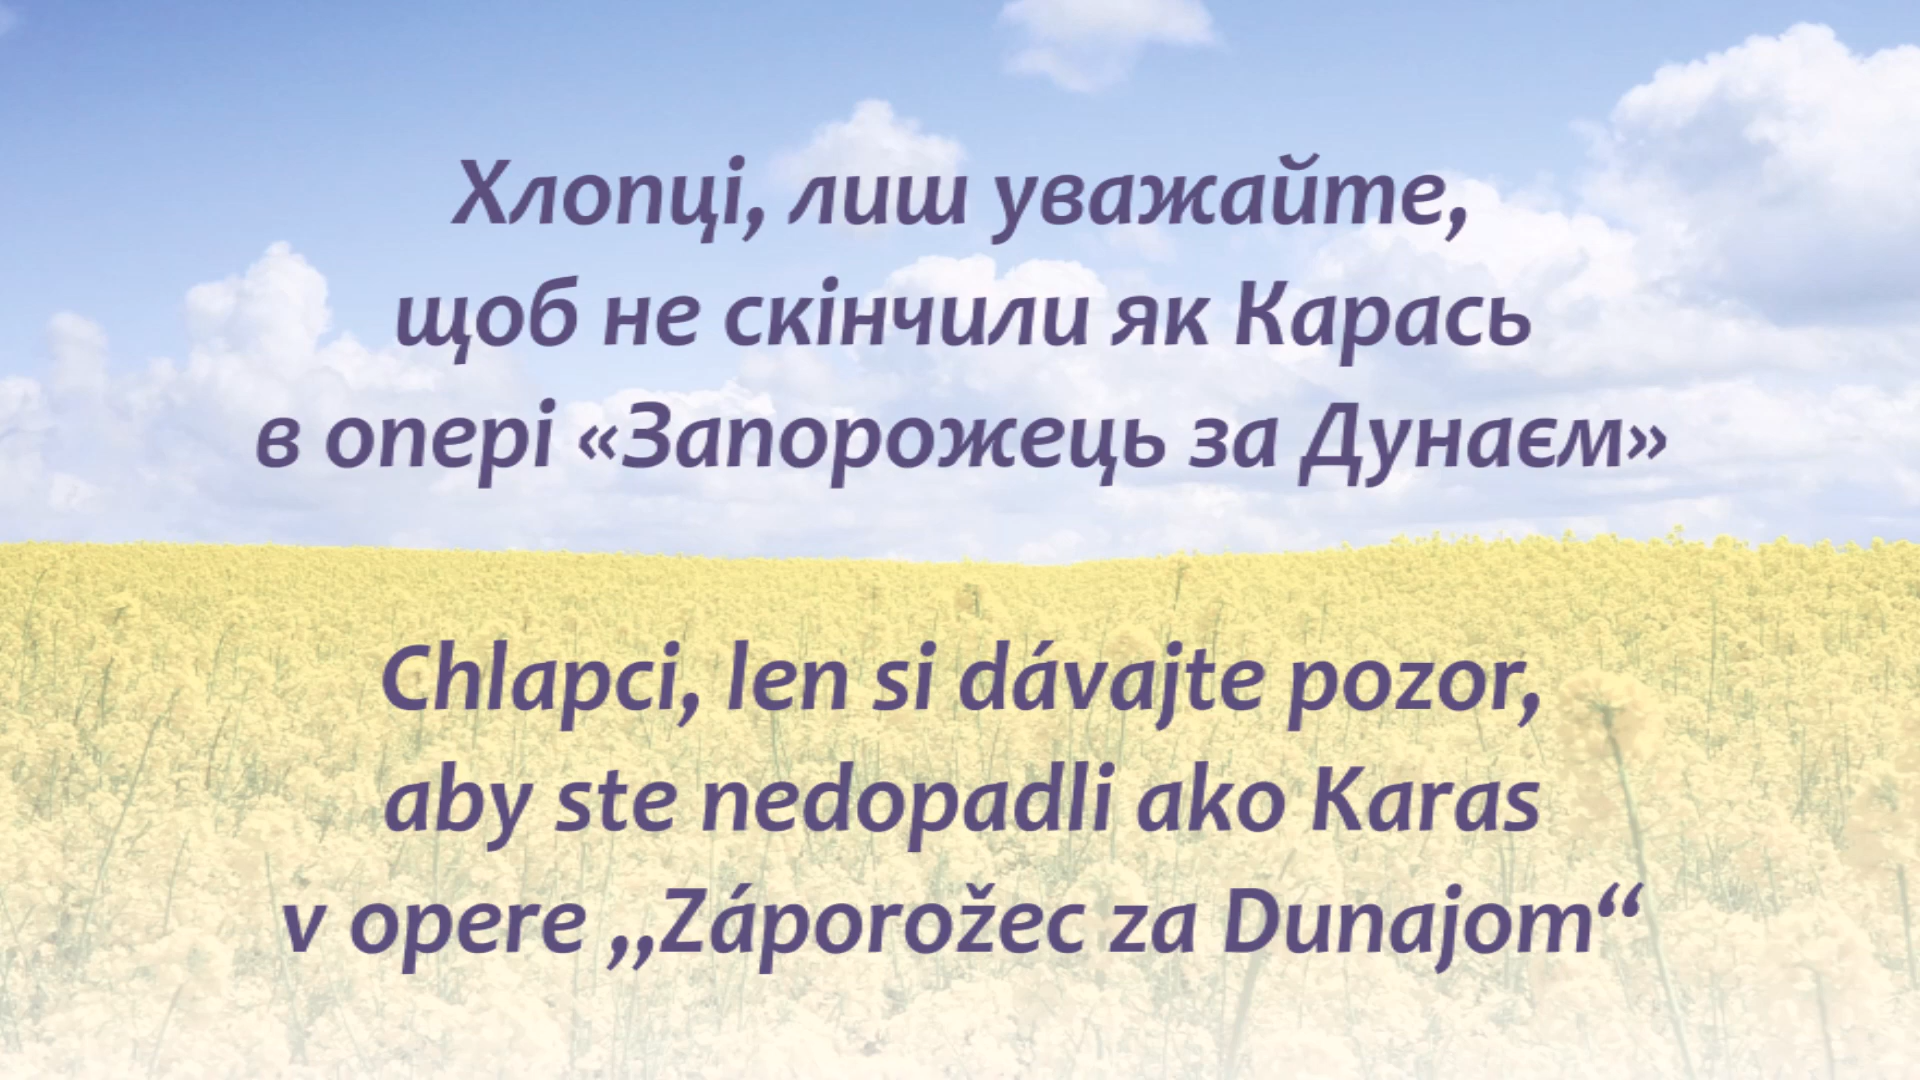 Хлопці, лиш уважайте,
щоб не скінчили як Карась
в опері «Запорожець за Дунаєм»
Chlapci, len si dávajte pozor,
aby ste nedopadli ako Karas
v opere ,,Záporožec za Dunajom“